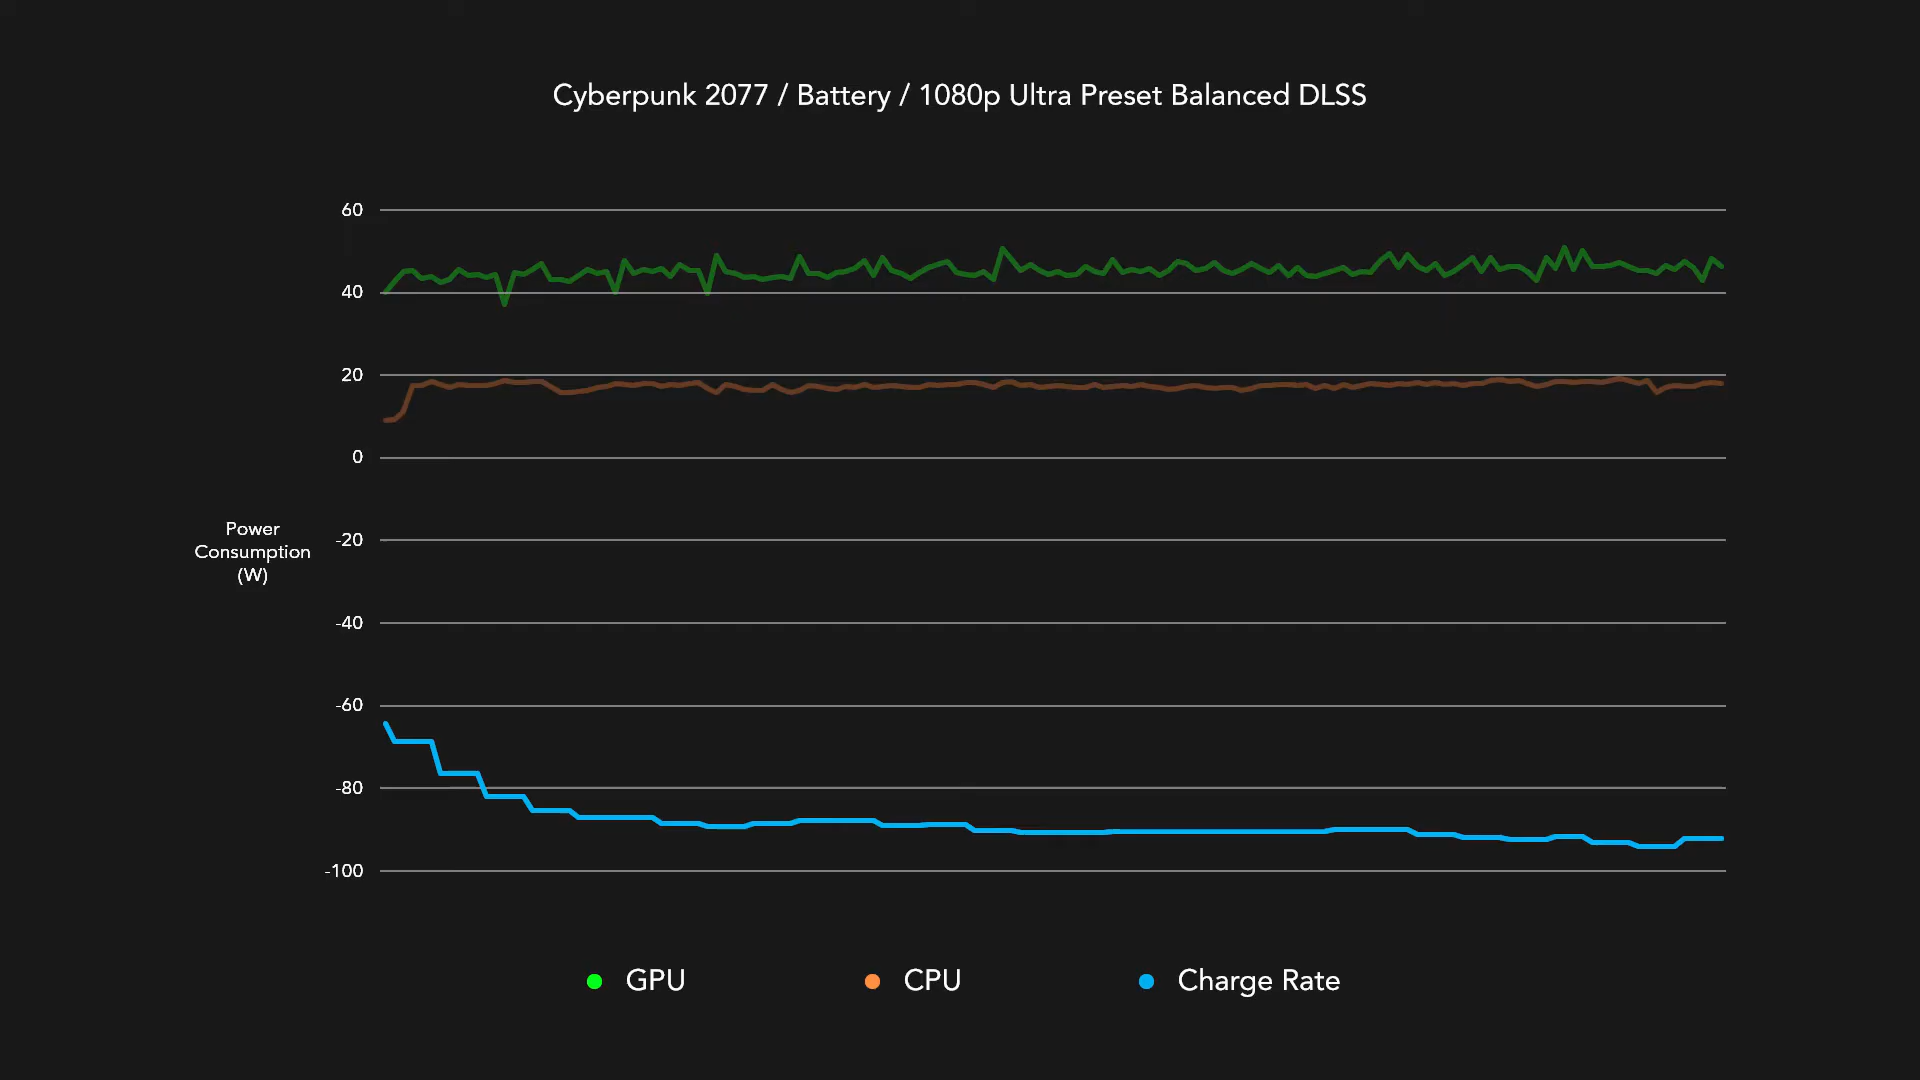 Cyberpunk 2077 / Battery / 1080p Ultra Preset Balanced DLSS
60
40
20
0
-20
-40
-60
-80
-100
Power
Consumption
(W)
GPU
CPU
Charge Rate